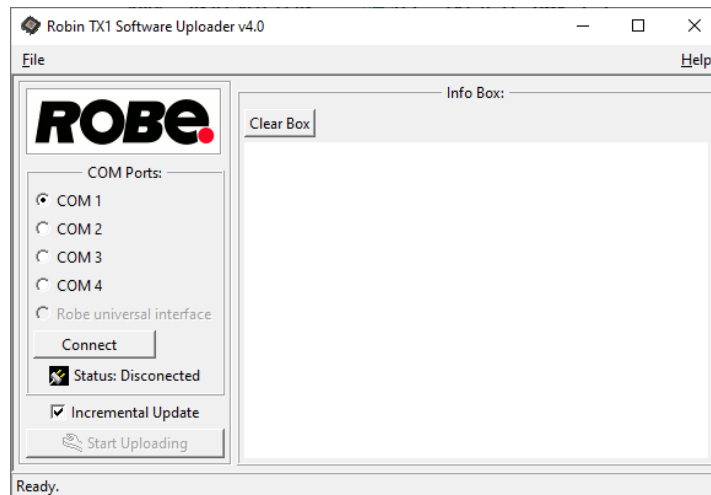 Robin TX1 Software Uploader v4.0
File
Help
ROBE.
COM Ports:
COM 1
COM 2
COM 3
COM 4
Robe universal interface
Connect
Status: Disconected
Incremental Update
Start Uploading
Info Box:
Clear Box
Ready.